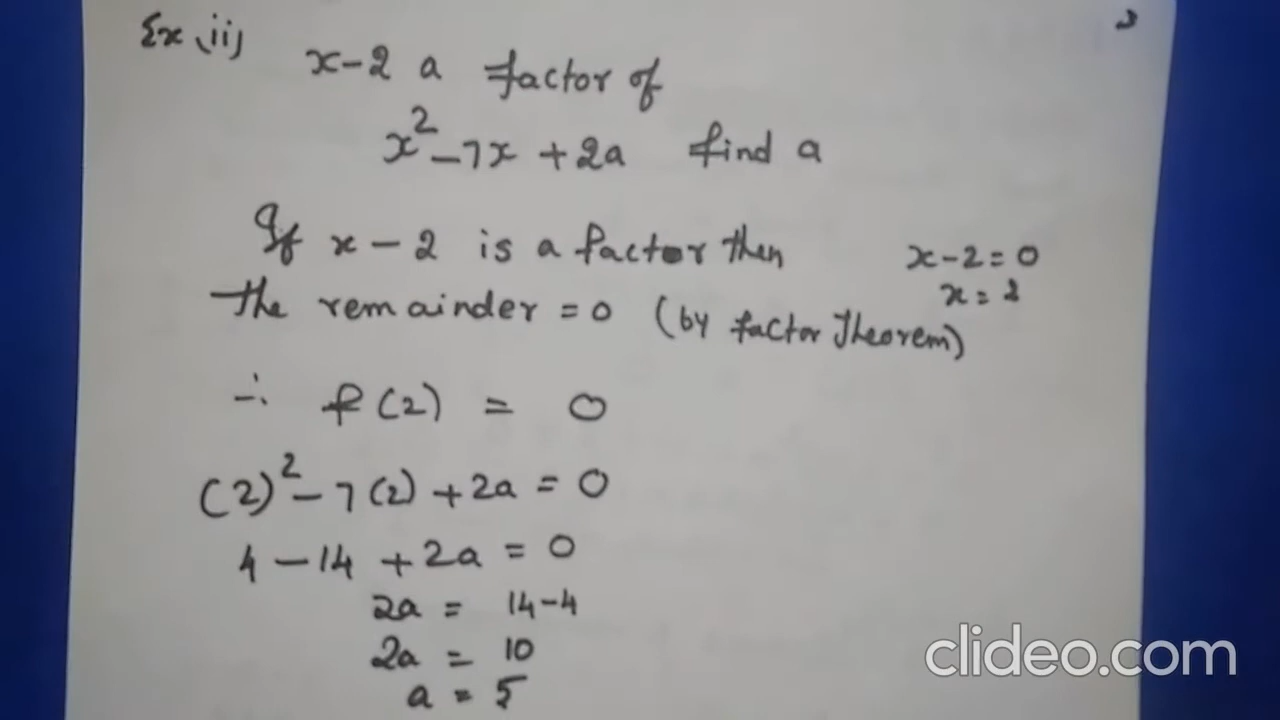 Ex ii)
x-2 a factor of
x² - 7x + 2a find a
If x - 2 is a factor then
x - 2 = 0
the remainder = 0 (by factor Theorem)
x = 2
∴ f(2) = 0
(2)² - 7(2) + 2a = 0
4 - 14 + 2a = 0
2a = 14-4
2a = 10
a = 5
clideo.com